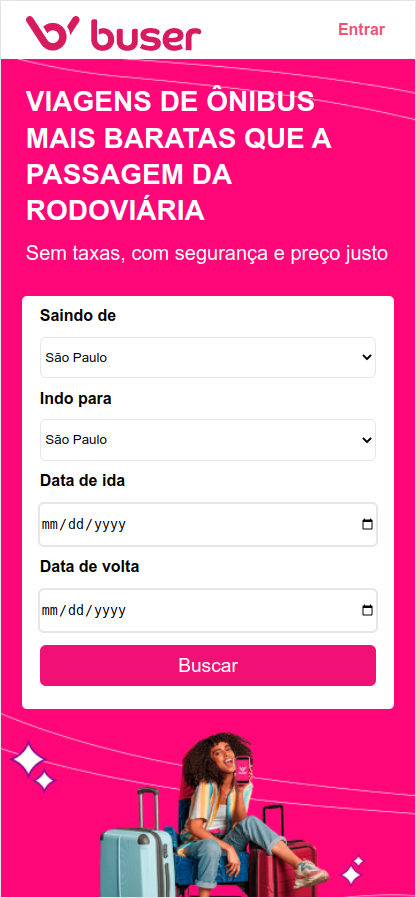 buser
Entrar
VIAGENS DE ÔNIBUS
MAIS BARATAS QUE A
PASSAGEM DA
RODOVIÁRIA
Sem taxas, com segurança e preço justo
Saindo de
São Paulo
Indo para
São Paulo
Data de ida
mm/dd/yyyy
Data de volta
mm/dd/yyyy
Buscar